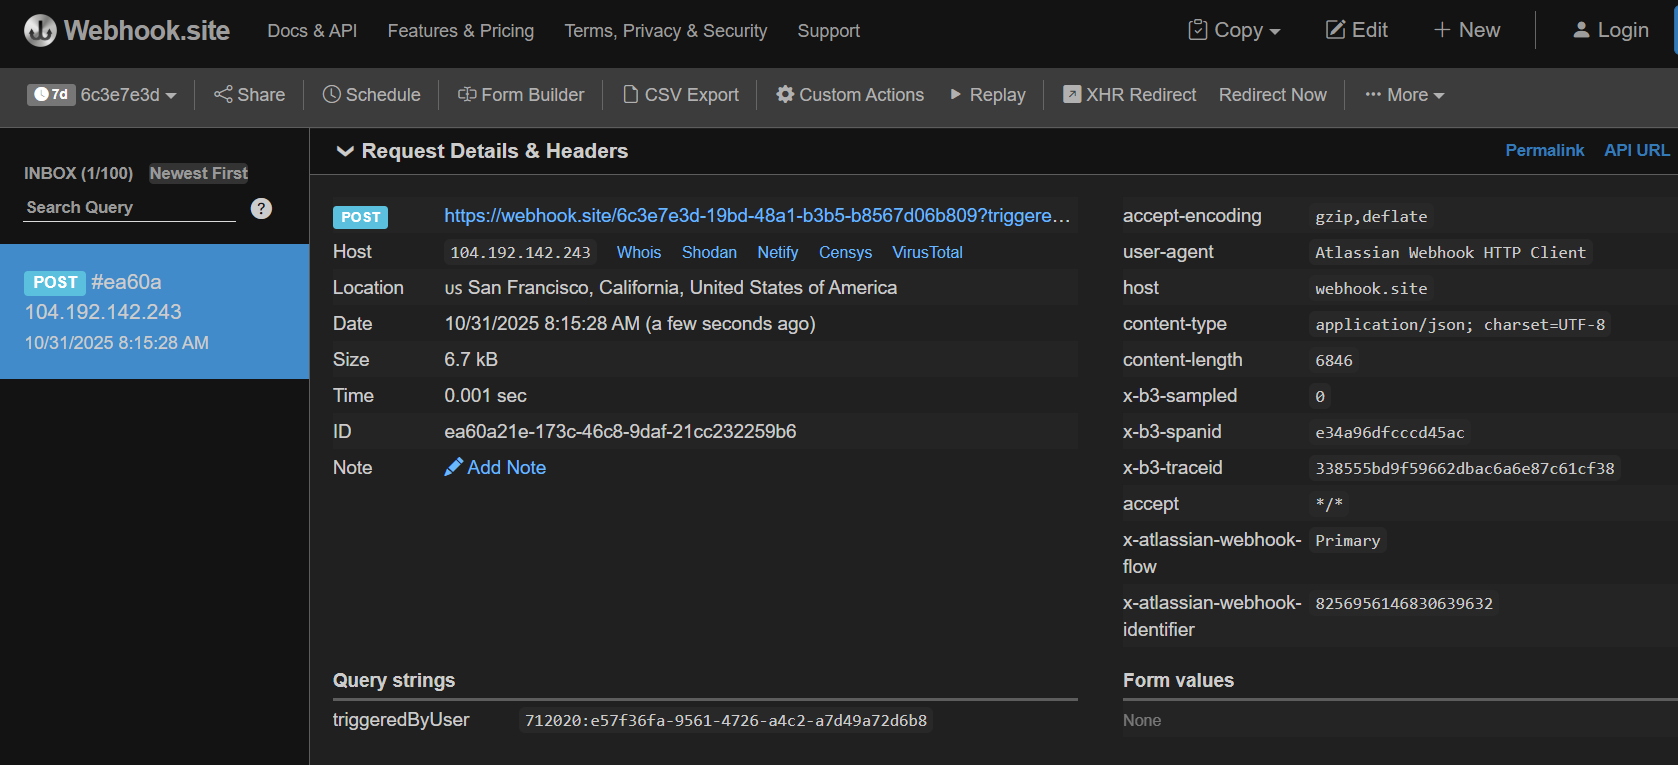 Webhook.site Docs & API Features & Pricing Terms, Privacy & Security Support Copy Edit New Login
7d 6c3e7e3d Share Schedule Form Builder CSV Export Custom Actions Replay XHR Redirect Redirect Now More
INBOX (1/100) Newest First
Search Query ?
POST #ea60a
104.192.142.243
10/31/2025 8:15:28 AM
Request Details & Headers Permalink API URL
POST https://webhook.site/6c3e7e3d-19bd-48a1-b3b5-b8567d06b809?triggere...
Host 104.192.142.243 Whois Shodan Netify Censys VirusTotal
Location US San Francisco, California, United States of America
Date 10/31/2025 8:15:28 AM (a few seconds ago)
Size 6.7 kB
Time 0.001 sec
ID ea60a21e-173c-46c8-9daf-21cc232259b6
Note Add Note
accept-encoding gzip,deflate
user-agent Atlassian Webhook HTTP Client
host webhook.site
content-type application/json; charset=UTF-8
content-length 6846
x-b3-sampled 0
x-b3-spanid e34a96dfcccd45ac
x-b3-traceid 338555bd9f59662dbac6a6e87c61cf38
accept */*
x-atlassian-webhook- Primary
flow
x-atlassian-webhook- 8256956146830639632
identifier
Query strings
triggeredByUser 712020:e57f36fa-9561-4726-a4c2-a7d49a72d6b8
Form values
None